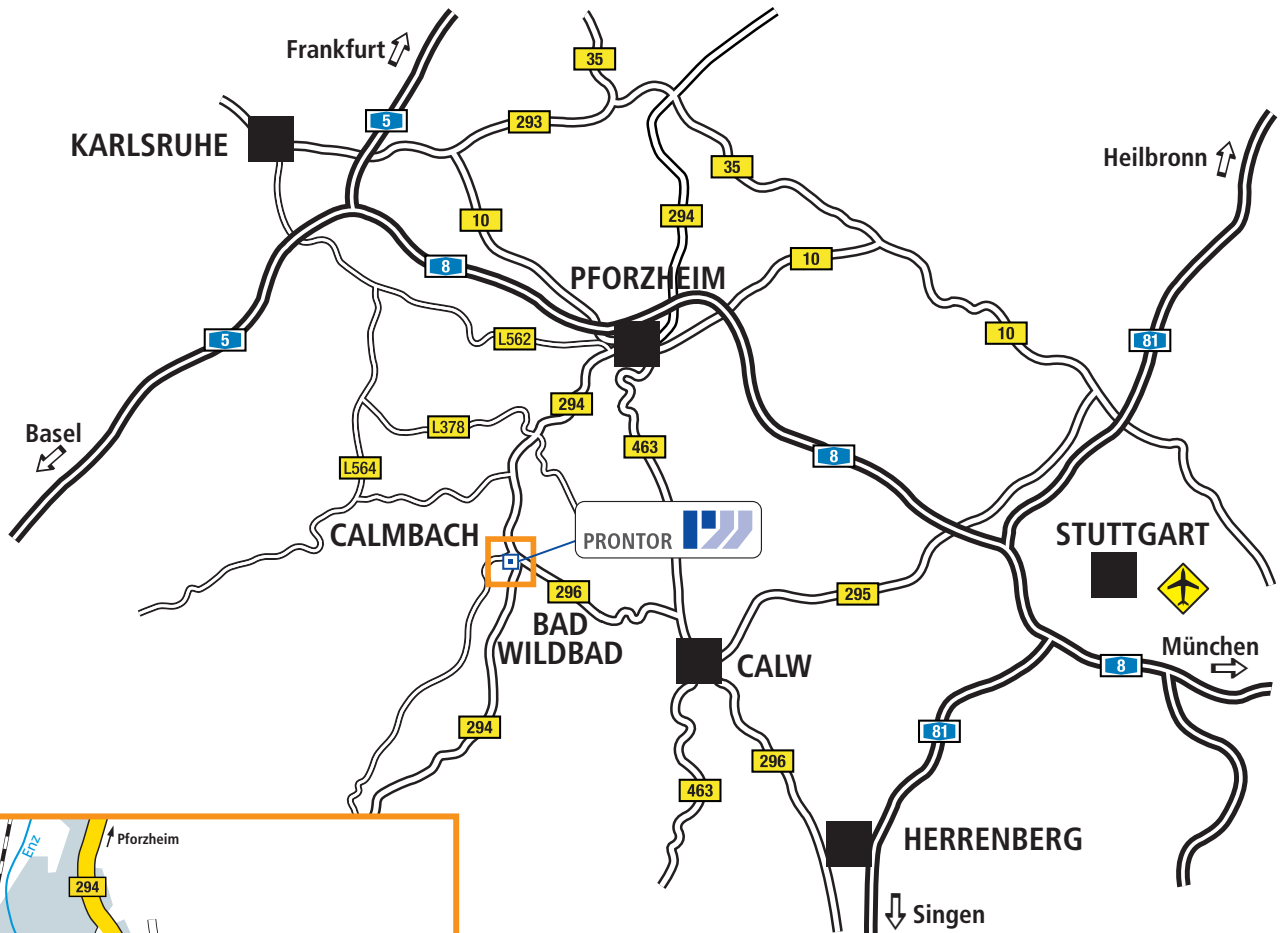 Frankfurt
35
5
293
KARLSRUHE
Heilbronn
35
10
294
10
8
PFORZHEIM
5
L562
10
81
294
Basel
L378
463
8
L564
CALMBACH
PRONTOR
STUTTGART
296
295
BAD
WILDBAD
München
CALW
8
294
81
296
463
HERRENBERG
Singen
Enz
Pforzheim
294